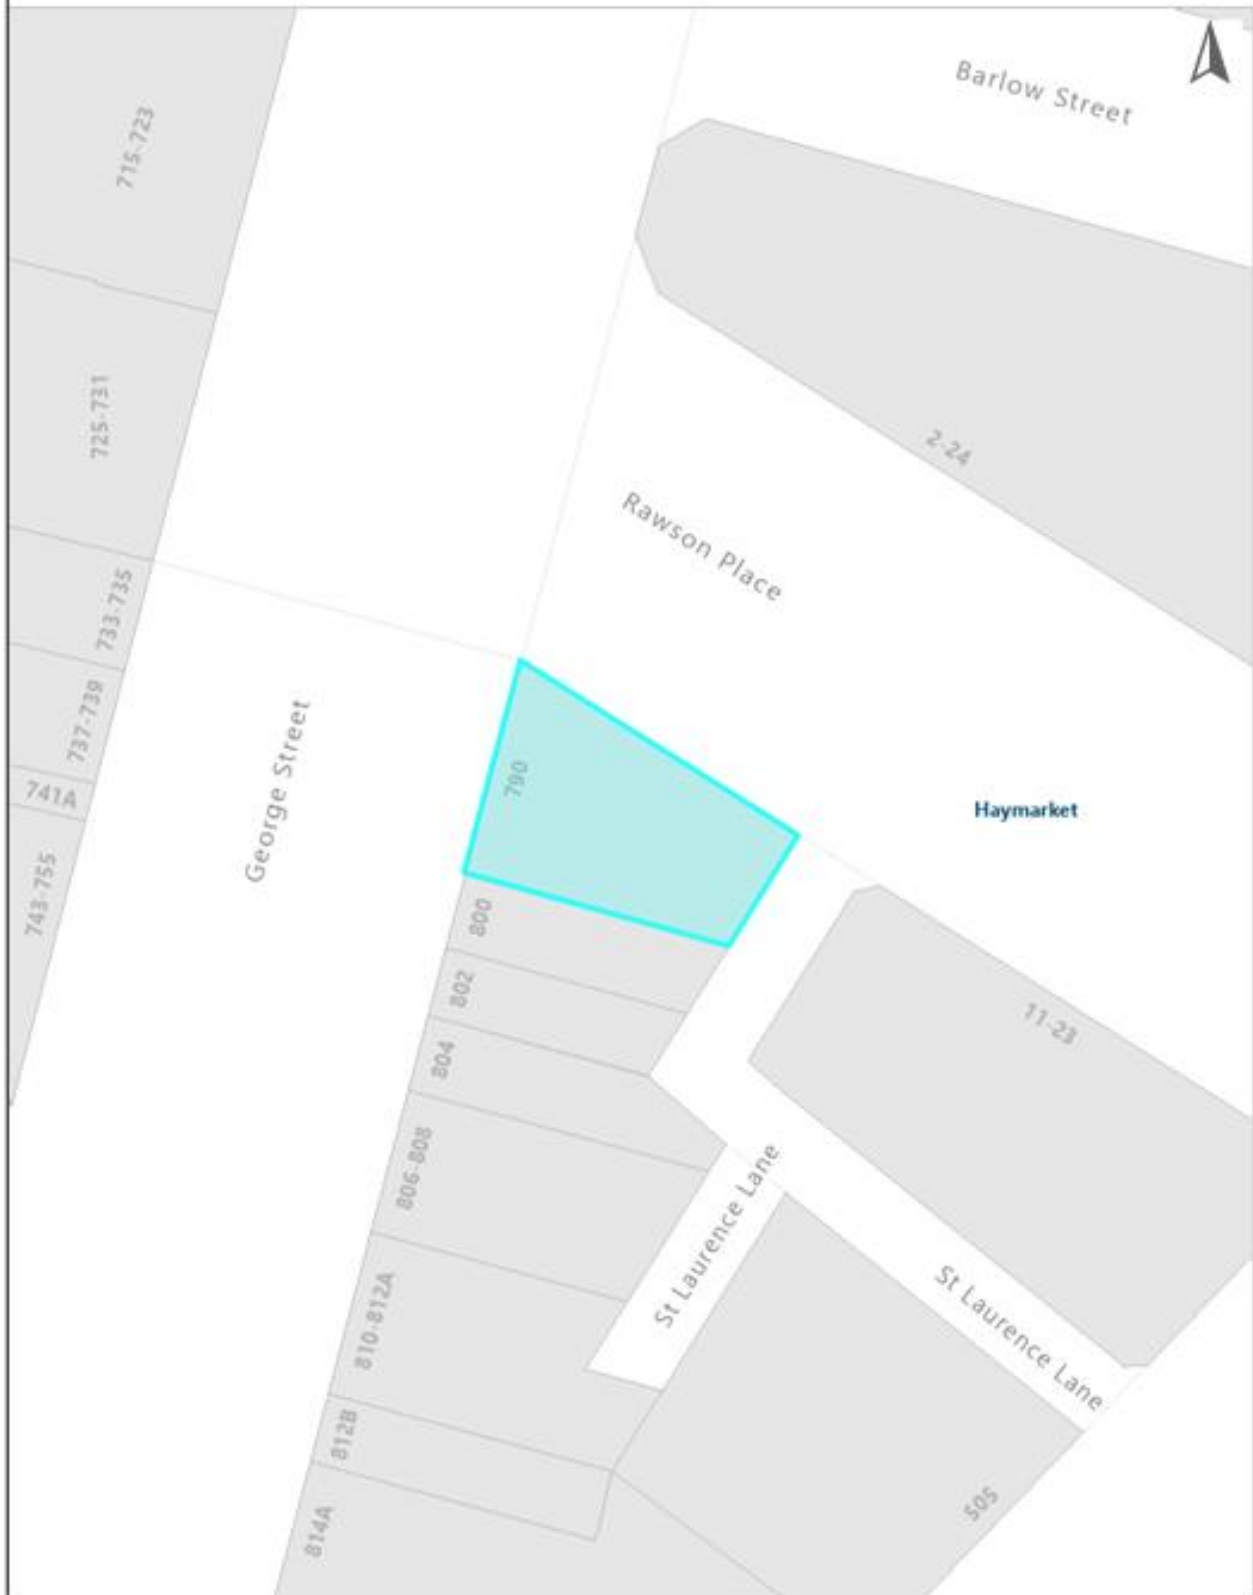 Barlow Street
715-723
725-731
2-24
Rawson Place
733-735
737-739
741A
743-755
George Street
790
Haymarket
800
802
804
806-808
810-812A
812B
814A
11-23
St Laurence Lane
St Laurence Lane
505